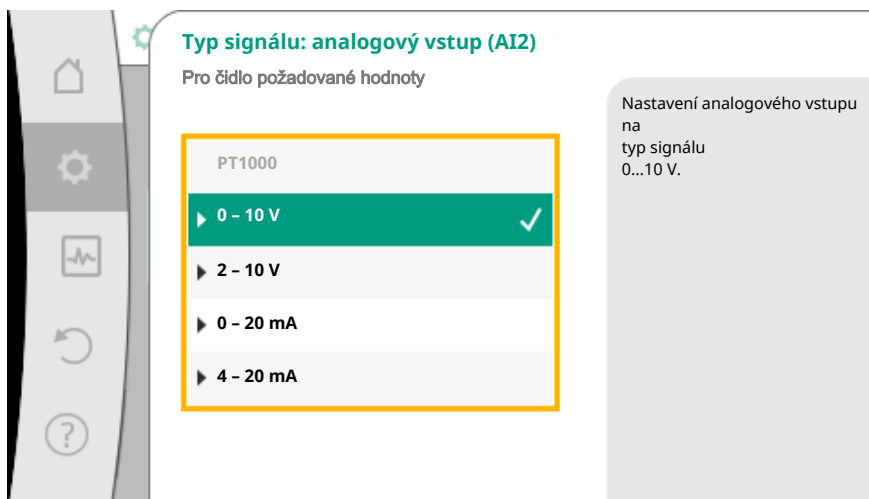 Typ signálu: analogový vstup (AI2)
Pro čidlo požadované hodnoty
PT1000
0 – 10 V
2 – 10 V
0 – 20 mA
4 – 20 mA
Nastavení analogového vstupu
na
typ signálu
0...10 V.
?